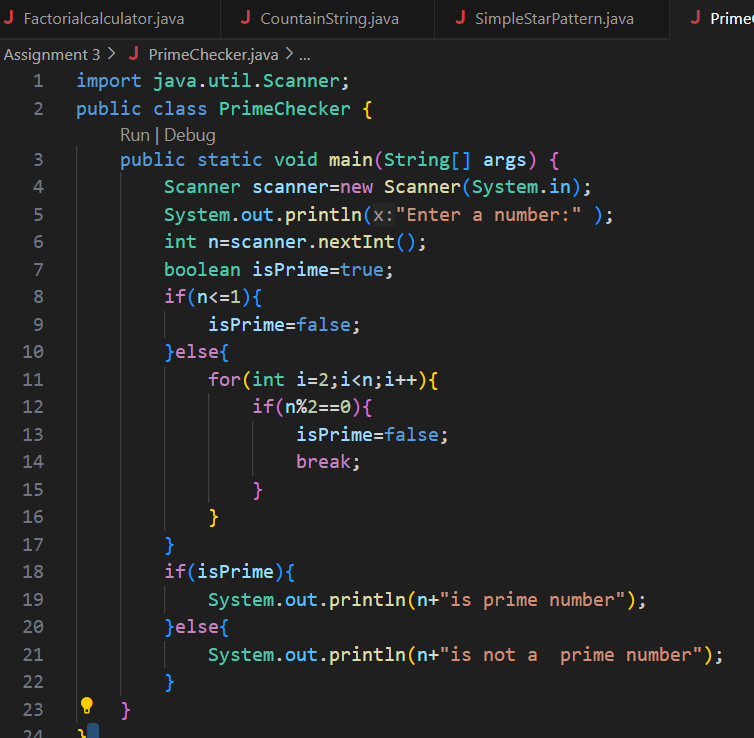 J Factorialcalculator.java J CountainString.java J SimpleStarPattern.java J Prime
Assignment 3 > J PrimeChecker.java > ...
1 import java.util.Scanner;
2 public class PrimeChecker {
Run | Debug
3 public static void main(String[] args) {
4 Scanner scanner=new Scanner(System.in);
5 System.out.println(x:"Enter a number:" );
6 int n=scanner.nextInt();
7 boolean isPrime=true;
8 if(n<=1){
9 isPrime=false;
10 }else{
11 for(int i=2;i<n;i++){
12 if(n%2==0){
13 isPrime=false;
14 break;
15 }
16 }
17 }
18 if(isPrime){
19 System.out.println(n+"is prime number");
20 }else{
21 System.out.println(n+"is not a  prime number");
22 }
23 }
24 }